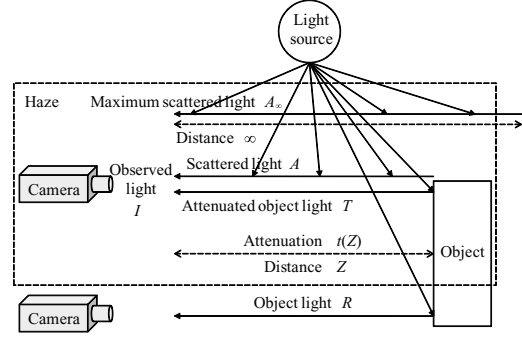 Light
source
Haze
Maximum scattered light A∞
Distance ∞
Scattered light A
Observed
light
I
Camera
Attenuated object light T
Attenuation t(Z)
Object
Distance Z
Object light R
Camera